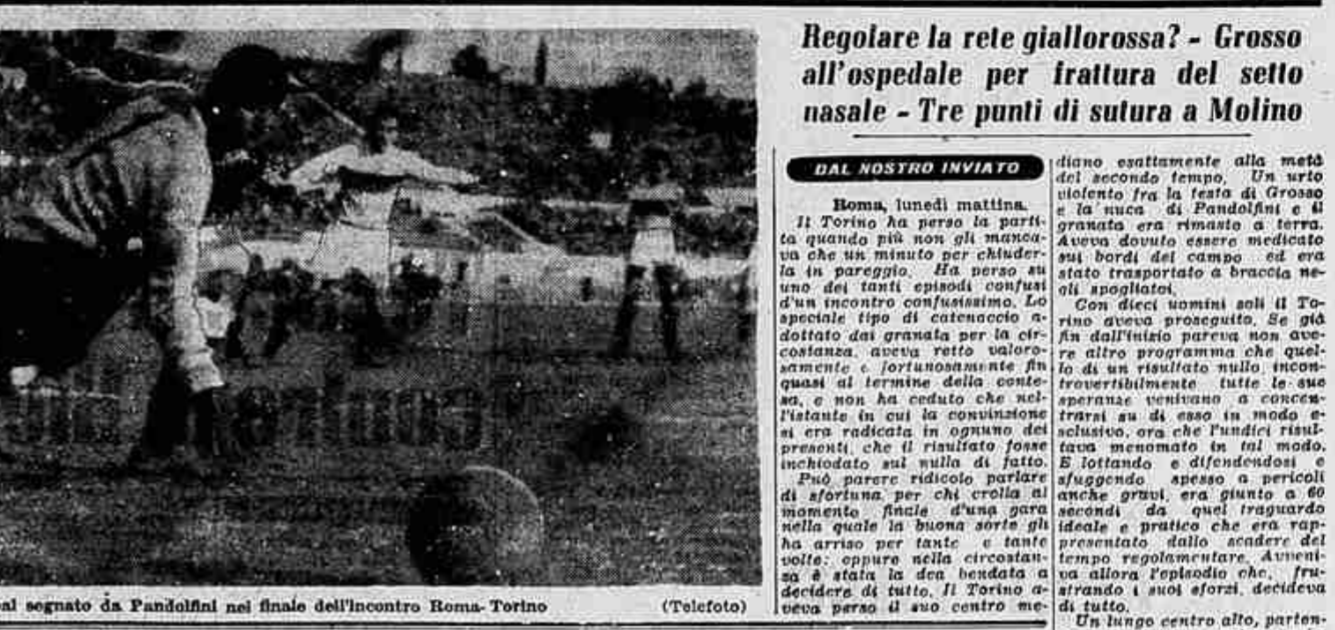 Regolare la rete giallorossa? - Grosso
all'ospedale per frattura del setto
nasale - Tre punti di sutura a Molino
DAL NOSTRO INVIATO
Roma, lunedì mattina.
Il Torino ha perso la parti-
ta quando più non gli manca-
va che un minuto per chiuder-
la in pareggio. Ha perso su
uno dei tanti episodi confusi
d'un incontro confusissimo. Lo
speciale tipo di catenaccio a-
dottato dai granata per la cir-
costanza, aveva retto valoro-
samente e fortunosamente fin
quasi al termine della conte-
sa, e non ha ceduto che nel-
l'istante in cui la convinzione
si era radicata in ognuno dei
presenti, che il risultato fosse
inchiodato sul nulla di fatto.
Può parere ridicolo parlare
di sfortuna, per chi crolla al
momento finale d'una gara
nella quale la buona sorte gli
ha arriso per tante e tante
volte: eppure nella circostan-
za è stata la dea bendata a
decidere di tutto. Il Torino a-
veva perso il suo centro me-
diano esattamente alla metà
del secondo tempo. Un urto
violento fra la testa di Grosso
e la nuca di Pandolfini e il
granata era rimasto a terra.
Aveva dovuto essere medicato
sui bordi del campo ed era
stato trasportato a braccia ne-
gli spogliatoi.
Con dieci uomini soli il To-
rino aveva proseguito. Se già
fin dall'inizio pareva non ave-
re altro programma che quel-
lo di un risultato nullo, incon-
trovertibilmente tutte le sue
speranze venivano a concen-
trarsi su di esso in modo e-
sclusivo, ora che l'undici risul-
tava menomato in tal modo.
E lottando e difendendosi e
sfuggendo spesso a pericoli
anche gravi, era giunto a 60
secondi da quel traguardo
ideale e pratico che era rap-
presentato dallo scadere del
tempo regolamentare. Avveni-
va allora l'episodio che, fru-
strando i suoi sforzi, decideva
di tutto.
Un lungo centro alto, parten-
al segnato da Pandolfini nel finale dell'incontro Roma-Torino (Telefoto)